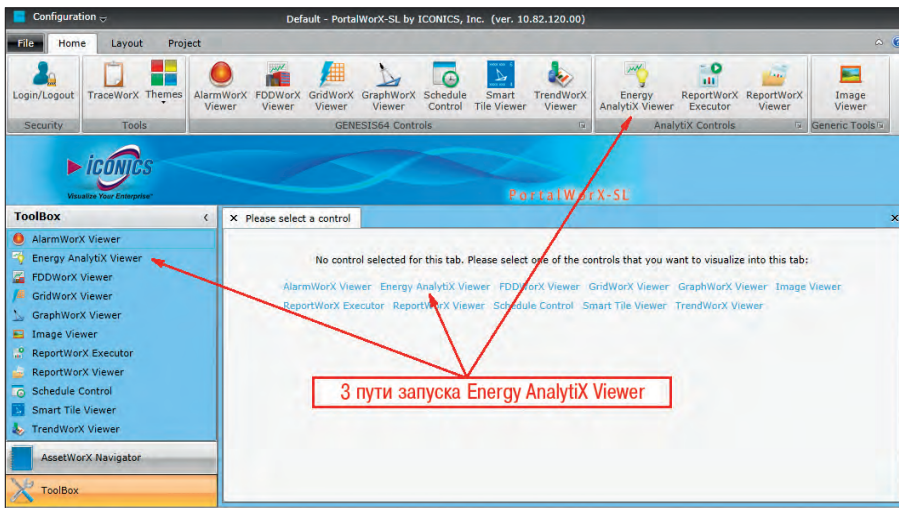 Configuration
Default - PortalWorX-SL by ICONICS, Inc. (ver. 10.82.120.00)
File Home Layout Project
Login/Logout TraceWorX Themes AlarmWorX Viewer FDDWorX Viewer GridWorX Viewer GraphWorX Viewer Schedule Control Smart Tile Viewer TrendWorX Viewer Energy AnalytiX Viewer ReportWorX Executor ReportWorX Viewer Image Viewer
Security Tools GENESIS64 Controls AnalytiX Controls Generic Tools
ICONICS
Visualize Your Enterprise
PortalWorX-SL
ToolBox
Please select a control
AlarmWorX Viewer
Energy AnalytiX Viewer
FDDWorX Viewer
GridWorX Viewer
GraphWorX Viewer
Image Viewer
ReportWorX Executor
ReportWorX Viewer
Schedule Control
Smart Tile Viewer
TrendWorX Viewer
AssetWorX Navigator
ToolBox
No control selected for this tab. Please select one of the controls that you want to visualize into this tab:
AlarmWorX Viewer Energy AnalytiX Viewer FDDWorX Viewer GridWorX Viewer GraphWorX Viewer Image Viewer
ReportWorX Executor ReportWorX Viewer Schedule Control Smart Tile Viewer TrendWorX Viewer
3 пути запуска Energy AnalytiX Viewer